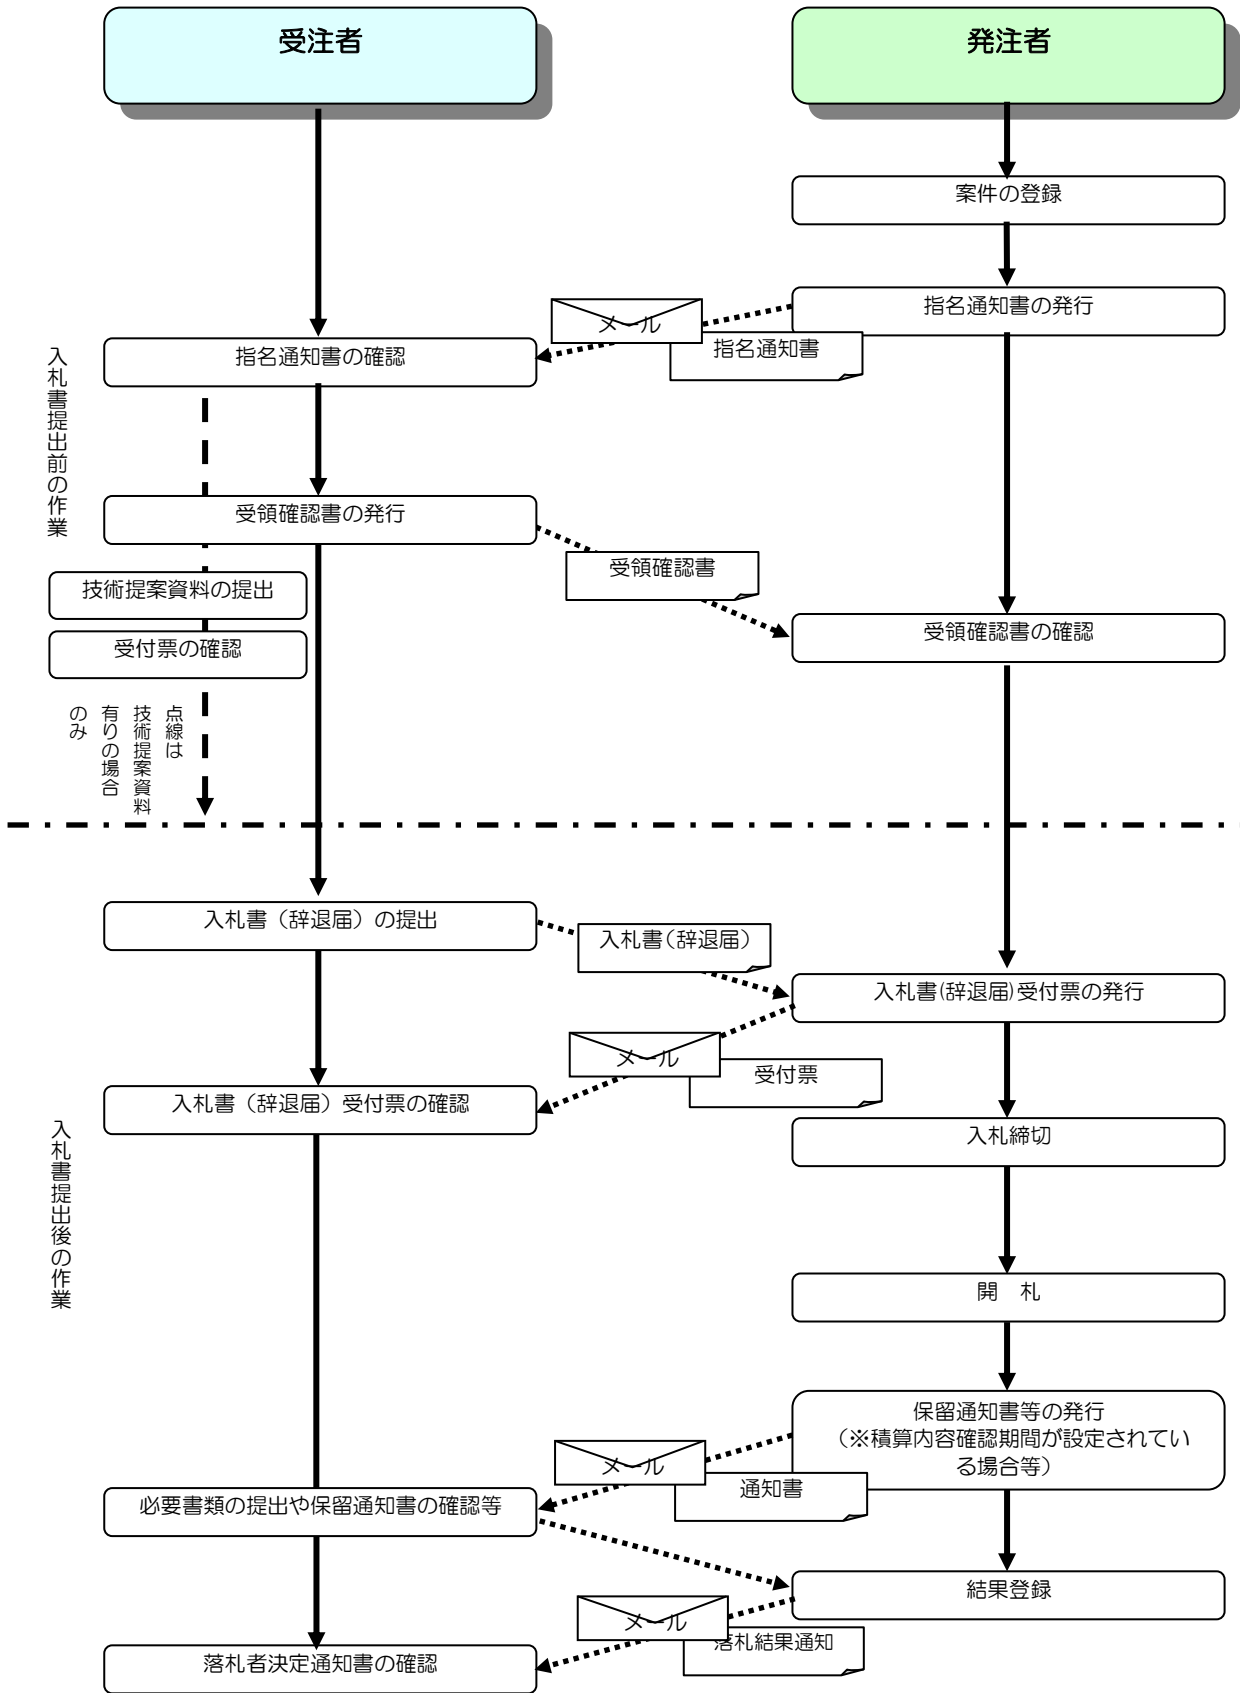 受注者
発注者
案件の登録
指名通知書の発行
メール
指名通知書
指名通知書の確認
入札書提出前の作業
受領確認書の発行
受領確認書
技術提案資料の提出
受領確認書の確認
受付票の確認
点線は
技術提案資料
有りの場合
のみ
入札書（辞退届）の提出
入札書（辞退届）
入札書(辞退届)受付票の発行
メール
受付票
入札書（辞退届）受付票の確認
入札締切
入札書提出後の作業
開　札
保留通知書等の発行
（※積算内容確認期間が設定されてい
る場合等）
メール
通知書
必要書類の提出や保留通知書の確認等
結果登録
メール
落札結果通知
落札者決定通知書の確認